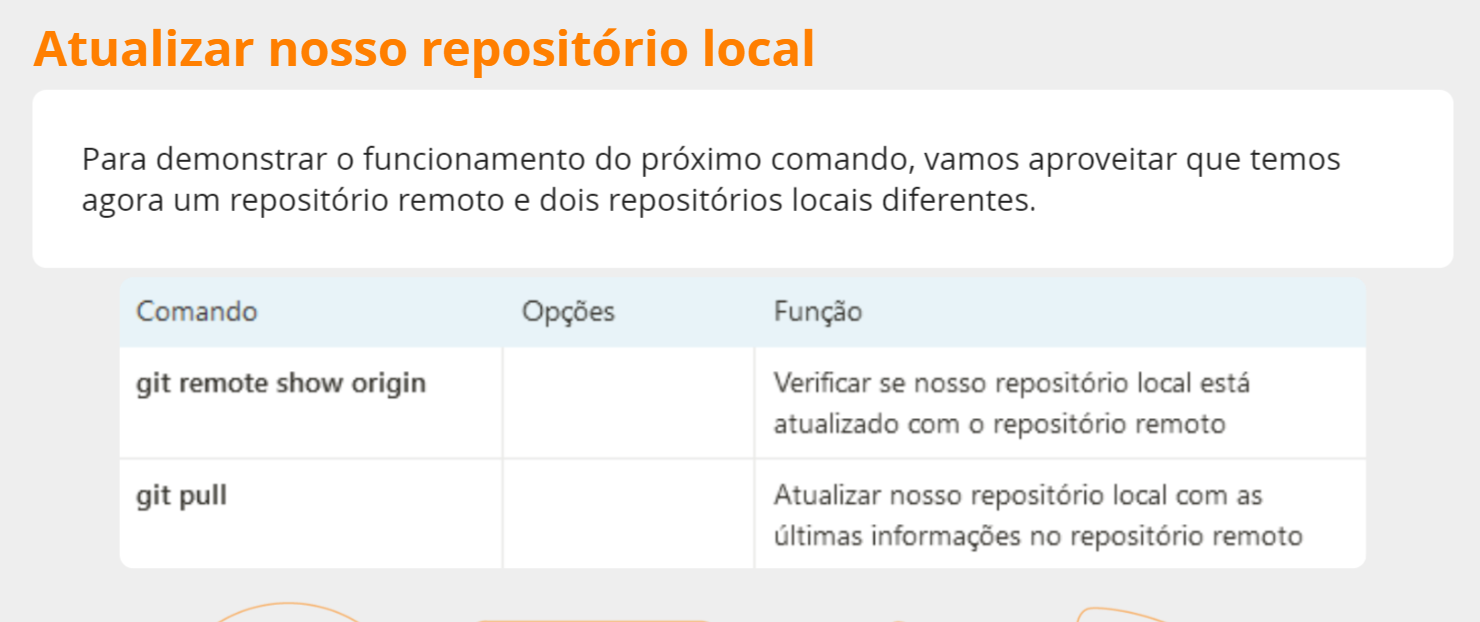 Atualizar nosso repositório local
Para demonstrar o funcionamento do próximo comando, vamos aproveitar que temos
agora um repositório remoto e dois repositórios locais diferentes.
Comando Opções Função
git remote show origin Verificar se nosso repositório local está
atualizado com o repositório remoto
git pull Atualizar nosso repositório local com as
últimas informações no repositório remoto